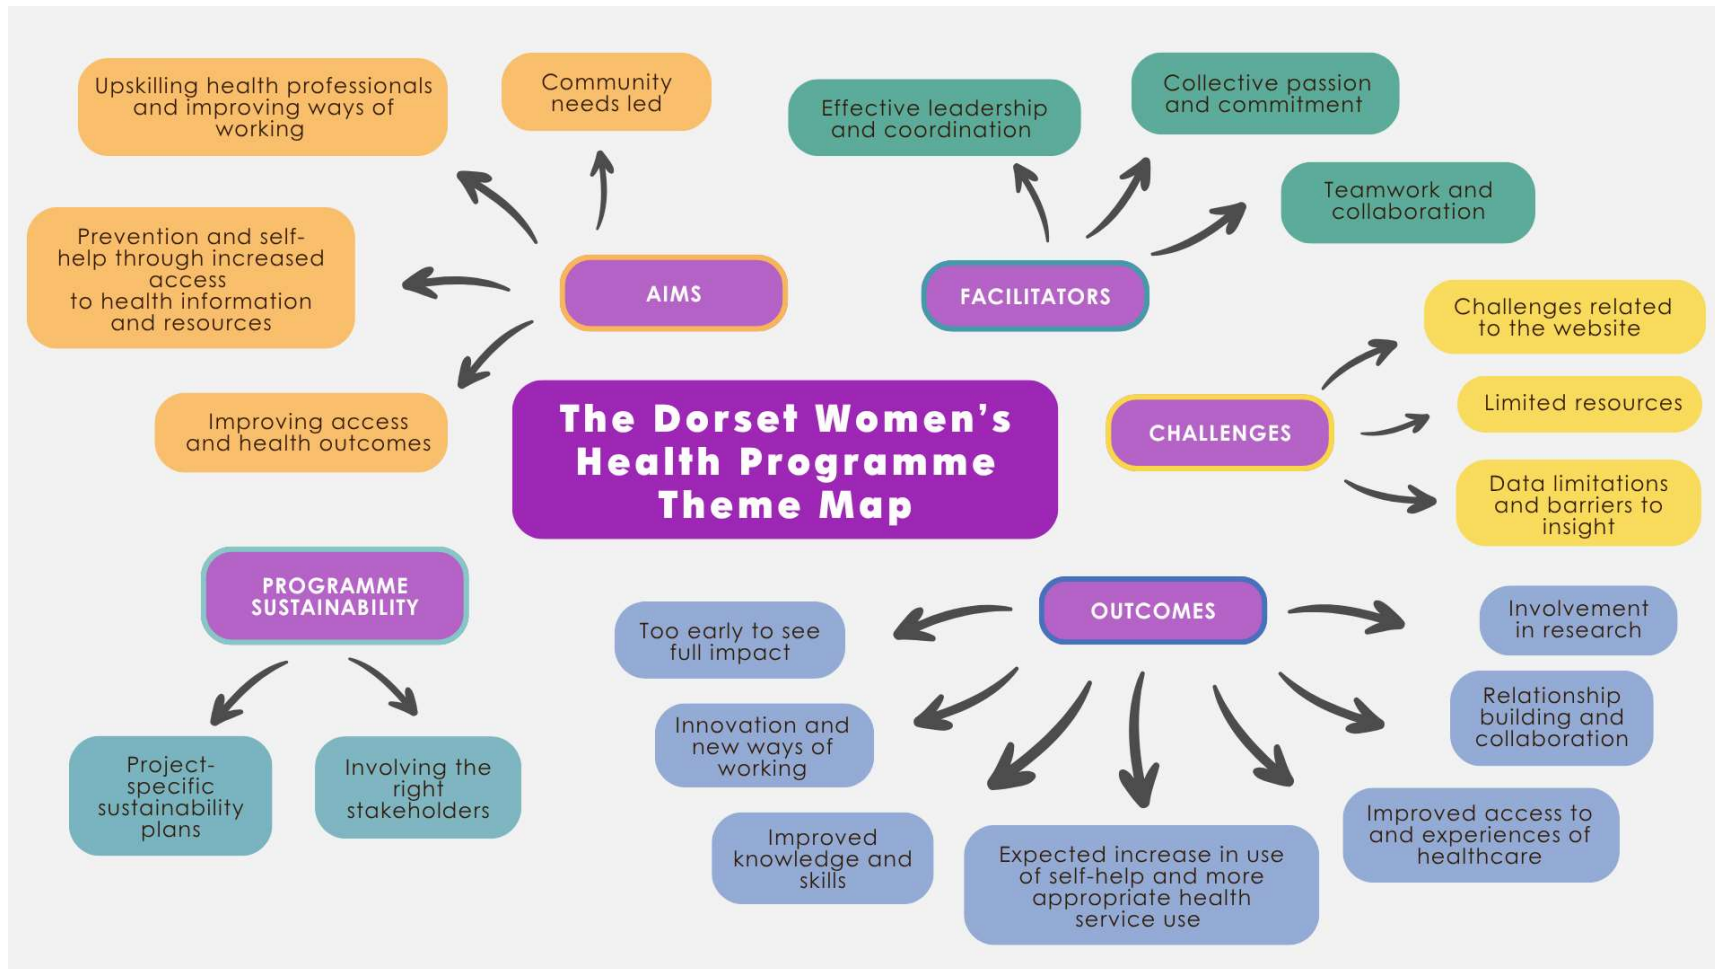 Upskilling health professionals
and improving ways of
working
Community
needs led
Prevention and self-
help through increased
access
to health information
and resources
AIMS
Improving access
and health outcomes
Effective leadership
and coordination
Collective passion
and commitment
Teamwork and
collaboration
FACILITATORS
The Dorset Women's
Health Programme
Theme Map
CHALLENGES
Challenges related
to the website
Limited resources
Data limitations
and barriers to
insight
PROGRAMME
SUSTAINABILITY
Project-
specific
sustainability
plans
Involving the
right
stakeholders
OUTCOMES
Too early to see
full impact
Innovation and
new ways of
working
Improved
knowledge and
skills
Expected increase in use
of self-help and more
appropriate health
service use
Improved access to
and experiences of
healthcare
Relationship
building and
collaboration
Involvement
in research